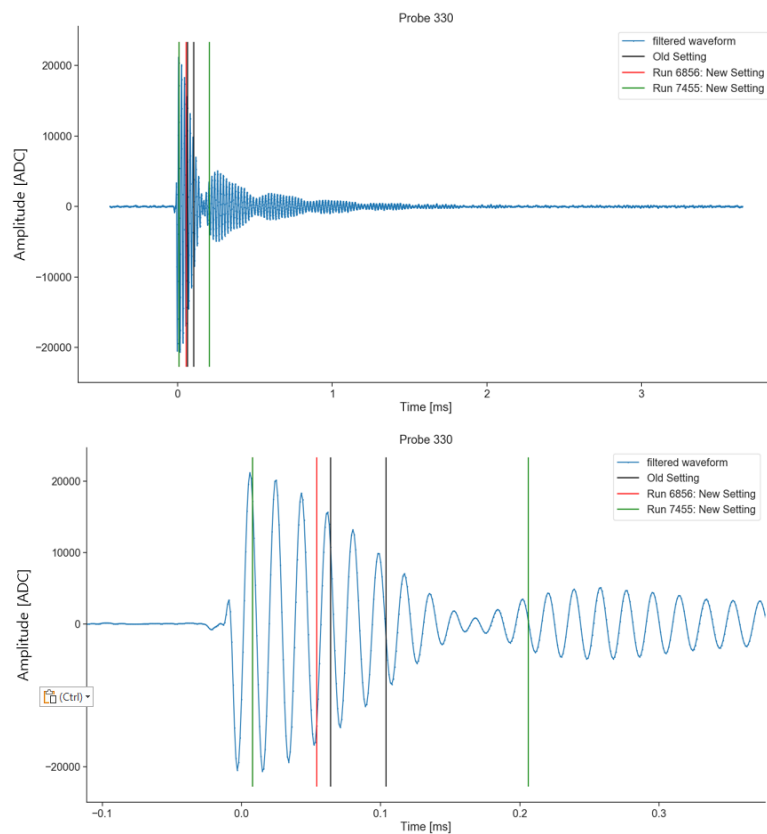 Probe 330
filtered waveform
Old Setting
Run 6856: New Setting
Run 7455: New Setting
20000
10000
0
−10000
−20000
Amplitude [ADC]
0
1
2
3
Time [ms]
Probe 330
filtered waveform
Old Setting
Run 6856: New Setting
Run 7455: New Setting
20000
10000
0
−20000
Amplitude [ADC]
(Ctrl)
−0.1
0.0
0.1
0.2
0.3
Time [ms]